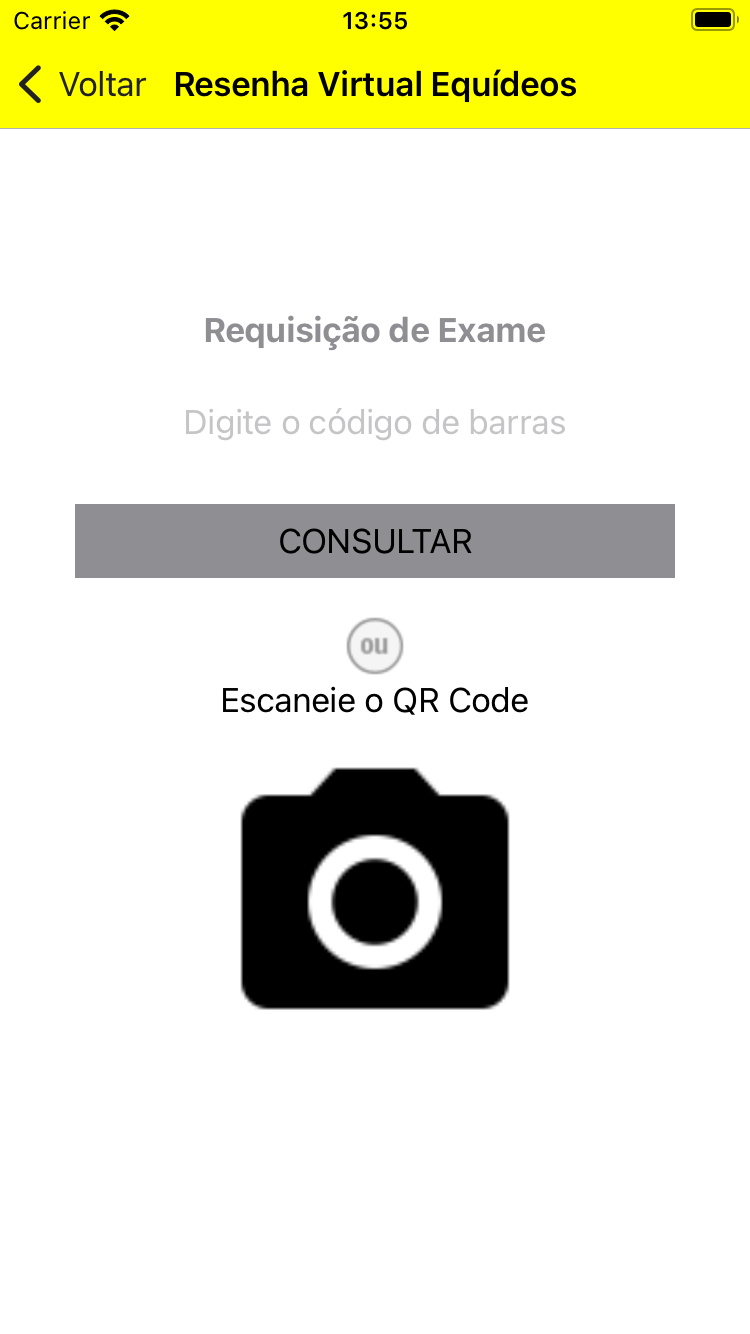 Carrier 13:55
Voltar Resenha Virtual Equídeos
Requisição de Exame
Digite o código de barras
CONSULTAR
ou
Escaneie o QR Code